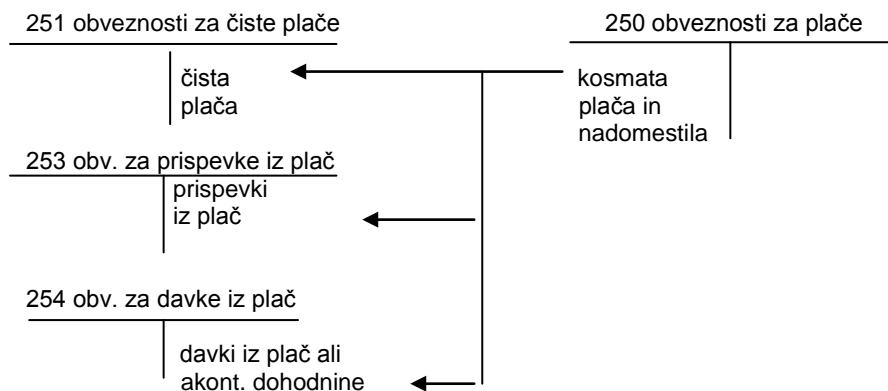 251 obveznosti za čiste plače
250 obveznosti za plače
čista
plača
kosmata
plača in
nadomestila
253 obv. za prispevke iz plač
prispevki
iz plač
254 obv. za davke iz plač
davki iz plač ali
akont. dohodnine